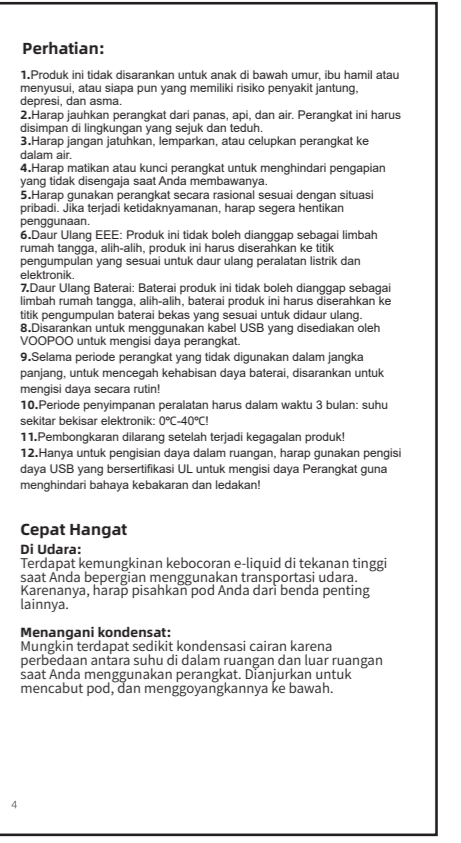 Perhatian:
1.Produk ini tidak disarankan untuk anak di bawah umur, ibu hamil atau
menyusui, atau siapa pun yang memiliki risiko penyakit jantung,
depresi, dan asma.
2.Harap jauhkan perangkat dari panas, api, dan air. Perangkat ini harus
disimpan di lingkungan yang sejuk dan teduh.
3.Harap jangan jatuhkan, lemparkan, atau celupkan perangkat ke
dalam air.
4.Harap matikan atau kunci perangkat untuk menghindari pengapian
yang tidak disengaja saat Anda membawanya.
5.Harap gunakan perangkat secara rasional sesuai dengan situasi
pribadi. Jika terjadi ketidaknyamanan, harap segera hentikan
penggunaan.
6.Daur Ulang EEE: Produk ini tidak boleh dianggap sebagai limbah
rumah tangga, alih-alih, produk ini harus diserahkan ke titik
pengumpulan yang sesuai untuk daur ulang peralatan listrik dan
elektronik.
7.Daur Ulang Baterai: Baterai produk ini tidak boleh dianggap sebagai
limbah rumah tangga, alih-alih, baterai produk ini harus diserahkan ke
titik pengumpulan baterai bekas yang sesuai untuk didaur ulang.
8.Disarankan untuk menggunakan kabel USB yang disediakan oleh
VOOPOO untuk mengisi daya perangkat.
9.Selama periode perangkat yang tidak digunakan dalam jangka
panjang, untuk mencegah kehabisan daya baterai, disarankan untuk
mengisi daya secara rutin!
10.Periode penyimpanan peralatan harus dalam waktu 3 bulan: suhu
sekitar bekisar elektronik: 0℃-40℃!
11.Pembongkaran dilarang setelah terjadi kegagalan produk!
12.Hanya untuk pengisian daya dalam ruangan, harap gunakan pengisi
daya USB yang bersertifikasi UL untuk mengisi daya Perangkat guna
menghindari bahaya kebakaran dan ledakan!
Cepat Hangat
Di Udara:
Terdapat kemungkinan kebocoran e-liquid di tekanan tinggi
saat Anda bepergian menggunakan transportasi udara.
Karenanya, harap pisahkan pod Anda dari benda penting
lainnya.
Menangani kondensat:
Mungkin terdapat sedikit kondensasi cairan karena
perbedaan antara suhu di dalam ruangan dan luar ruangan
saat Anda menggunakan perangkat. Dianjurkan untuk
mencabut pod, dan menggoyangkannya ke bawah.
4